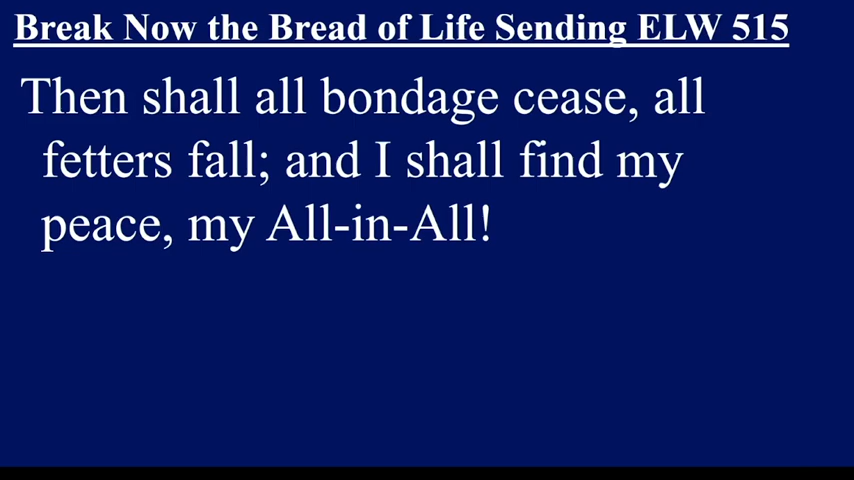 Break Now the Bread of Life Sending ELW 515
Then shall all bondage cease, all
fetters fall; and I shall find my
peace, my All-in-All!